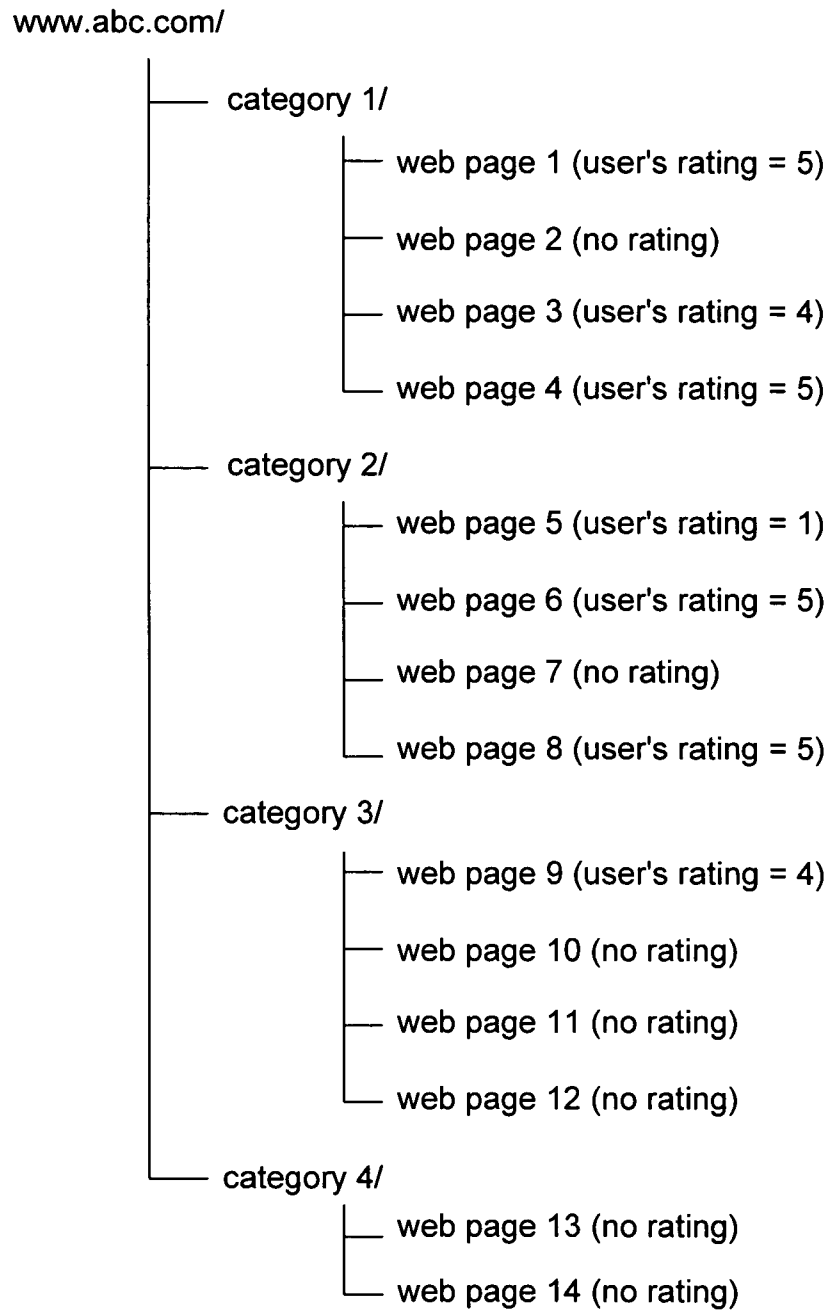 www.abc.com/
category 1/
web page 1 (user's rating = 5)
web page 2 (no rating)
web page 3 (user's rating = 4)
web page 4 (user's rating = 5)
category 2/
web page 5 (user's rating = 1)
web page 6 (user's rating = 5)
web page 7 (no rating)
web page 8 (user's rating = 5)
category 3/
web page 9 (user's rating = 4)
web page 10 (no rating)
web page 11 (no rating)
web page 12 (no rating)
category 4/
web page 13 (no rating)
web page 14 (no rating)